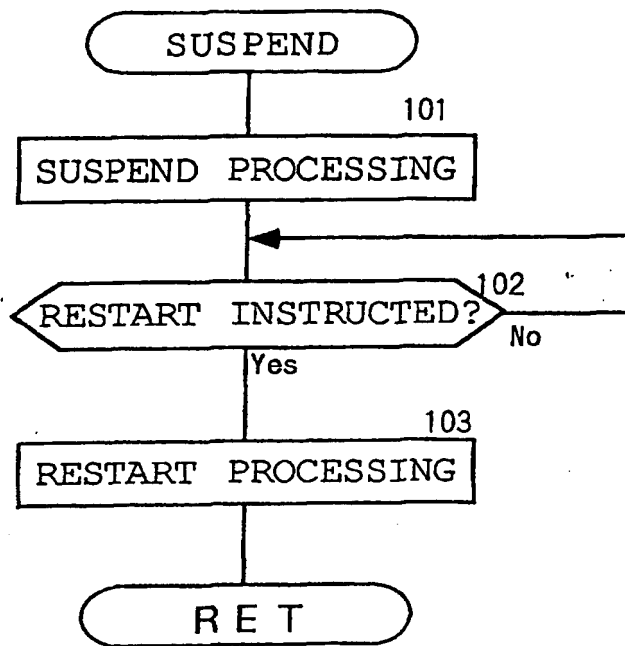 SUSPEND
101
SUSPEND PROCESSING
102
RESTART INSTRUCTED?
No
Yes
103
RESTART PROCESSING
RET